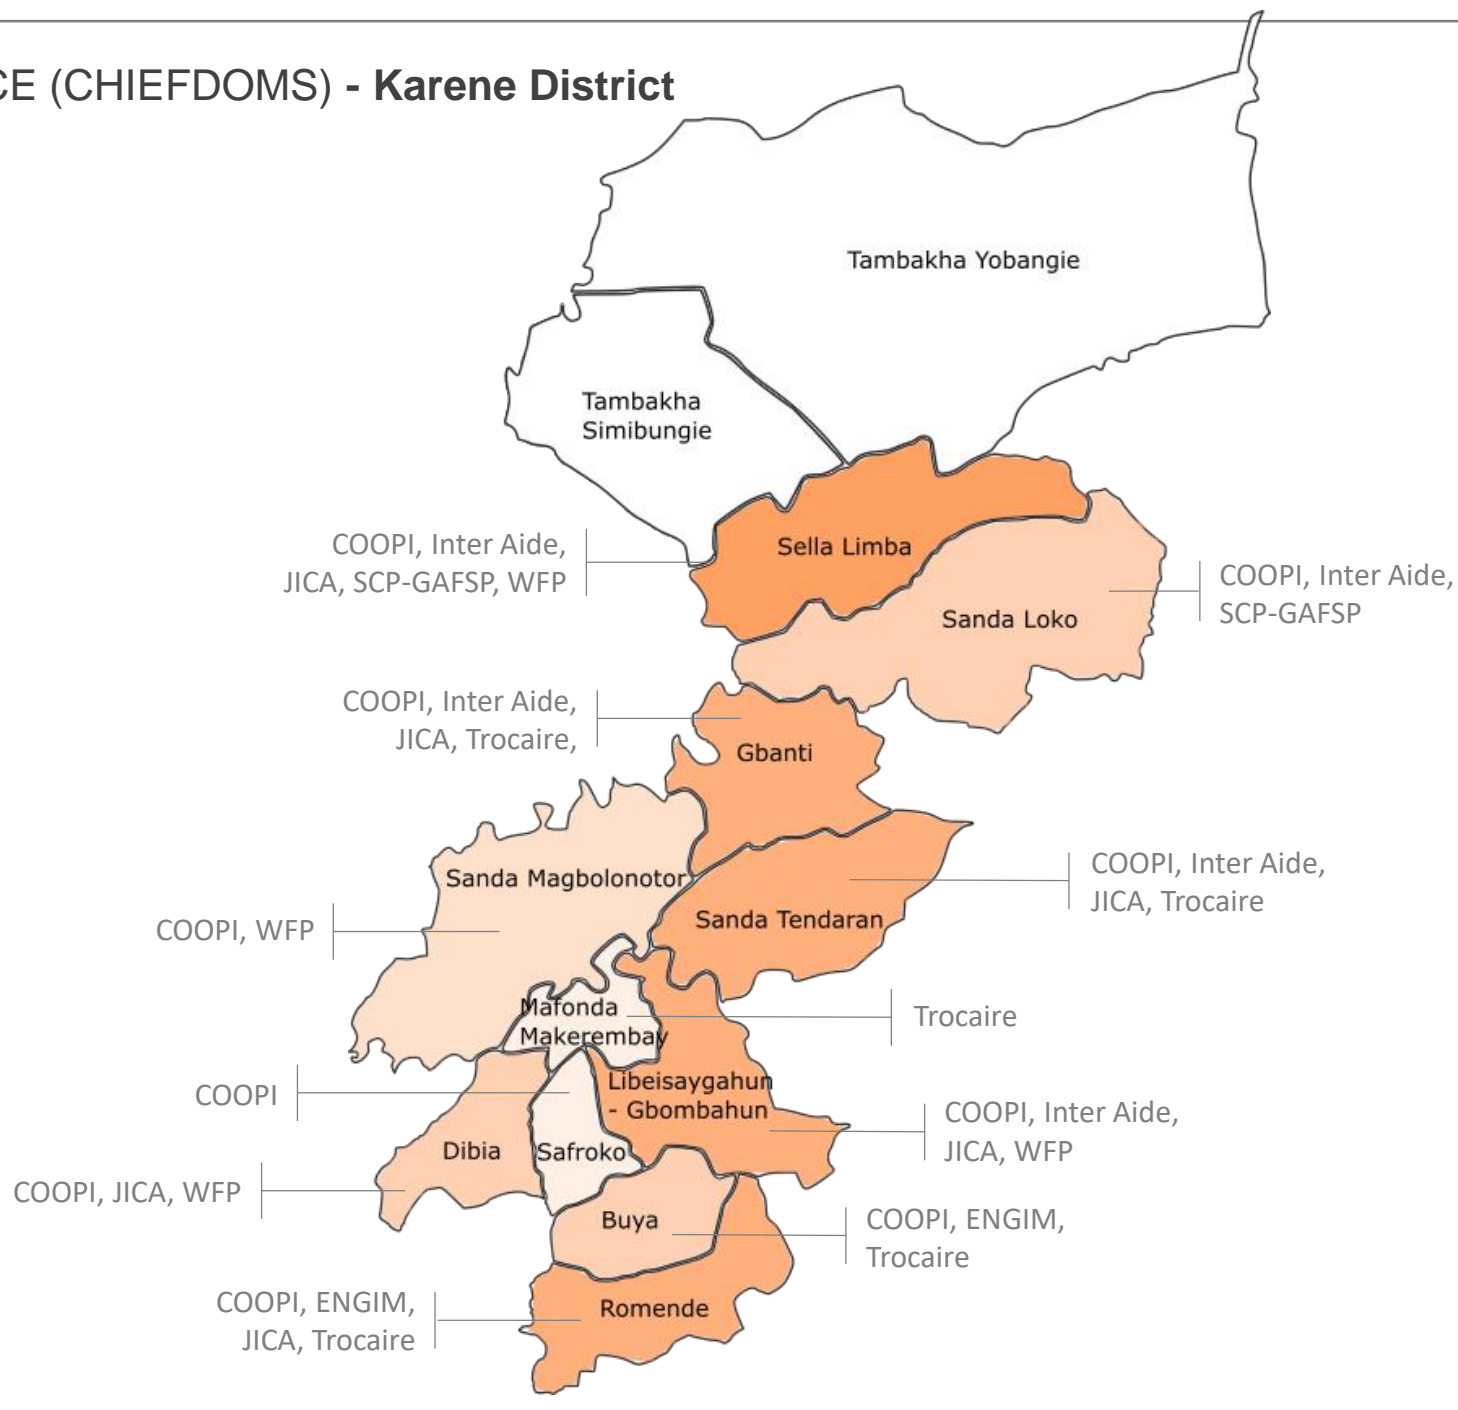 (CHIEFDOMS) - Karene District
Tambakha Yobangie
Tambakha
Simibungie
COOPI, Inter Aide,
JICA, SCP-GAFSP, WFP
Sella Limba
COOPI, Inter Aide,
SCP-GAFSP
Sanda Loko
COOPI, Inter Aide,
JICA, Trocaire,
Gbanti
Sanda Magbolonotor
COOPI, Inter Aide,
JICA, Trocaire
Sanda Tendaran
COOPI, WFP
Mafonda
Makerembay
Trocaire
COOPI
Libeisaygahun
- Gbombahun
COOPI, Inter Aide,
JICA, WFP
Dibia
Safroko
COOPI, JICA, WFP
Buya
COOPI, ENGIM,
Trocaire
COOPI, ENGIM,
JICA, Trocaire
Romende